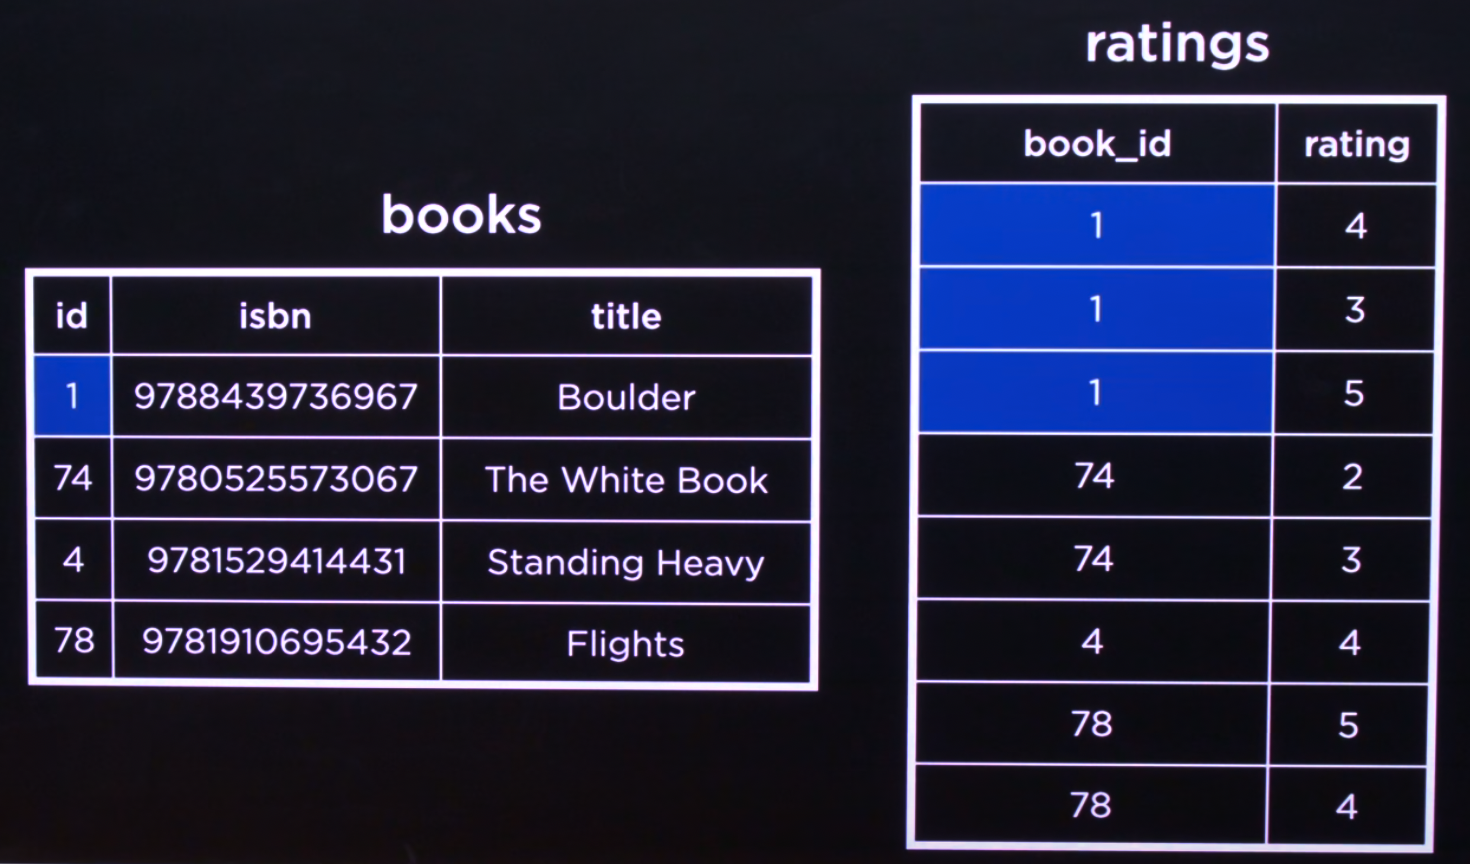 books
id isbn title
1 9788439736967 Boulder
74 9780525573067 The White Book
4 9781529414431 Standing Heavy
78 9781910695432 Flights
ratings
book_id rating
1 4
1 3
1 5
74 2
74 3
4 4
78 5
78 4